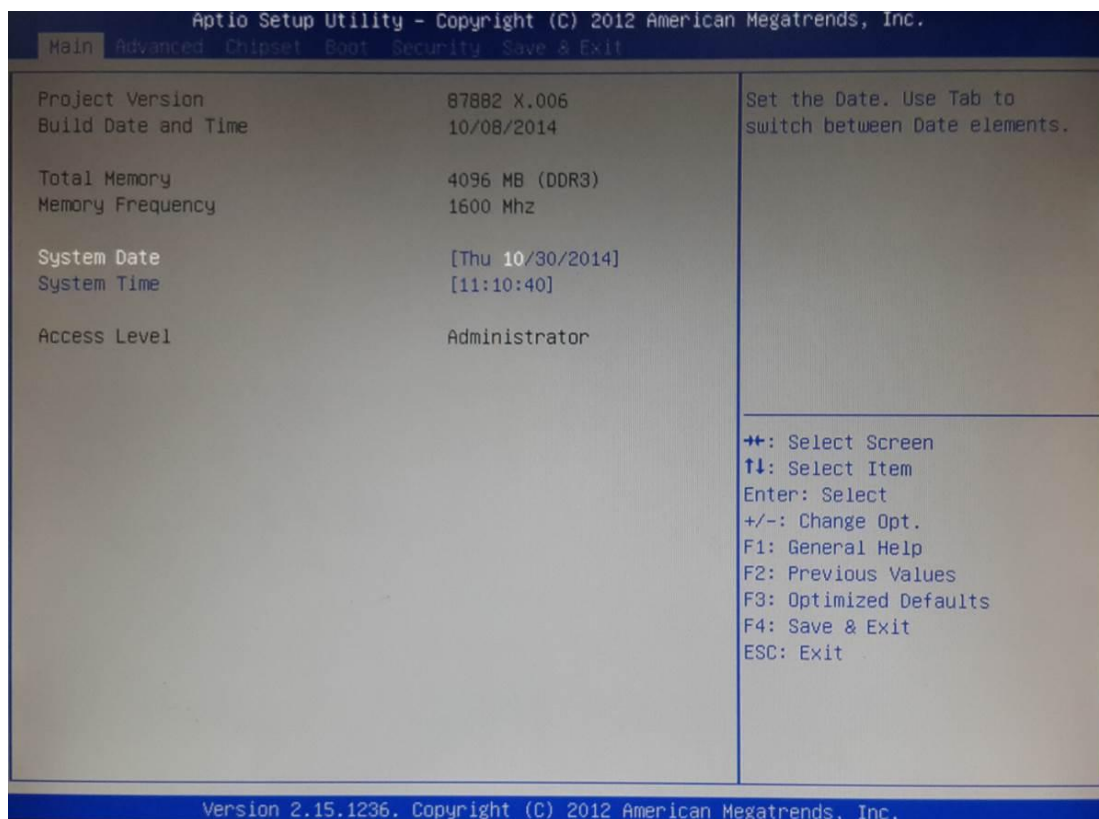 Aptio Setup Utility - Copyright (C) 2012 American Megatrends, Inc.
Main Advanced Chipset Boot Security Save & Exit
Project Version 87882 X.006
Build Date and Time 10/08/2014
Total Memory 4096 MB (DDR3)
Memory Frequency 1600 Mhz
System Date [Thu 10/30/2014]
System Time [11:10:40]
Access Level Administrator
Set the Date. Use Tab to
switch between Date elements.
→←: Select Screen
↑↓: Select Item
Enter: Select
+/-: Change Opt.
F1: General Help
F2: Previous Values
F3: Optimized Defaults
F4: Save & Exit
ESC: Exit
Version 2.15.1236. Copyright (C) 2012 American Megatrends, Inc.